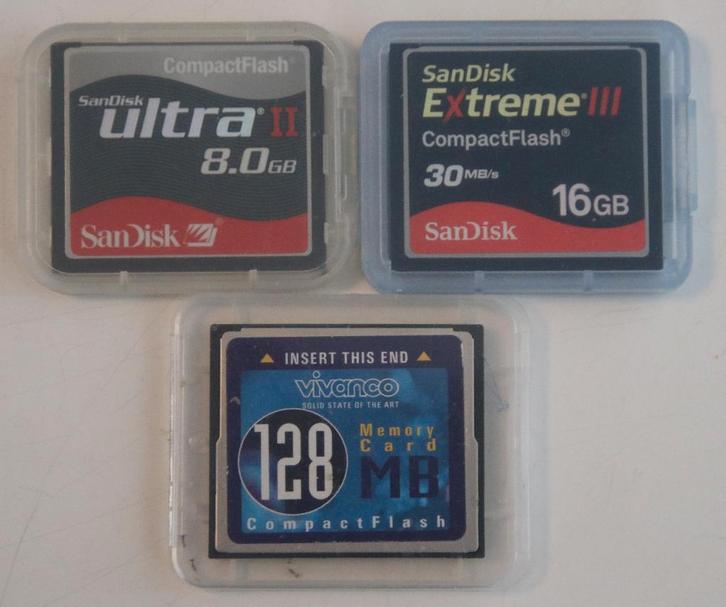 CompactFlash®
SanDisk
ultra® II
8.0GB
SanDisk®
SanDisk
Extreme® III
CompactFlash®
30MB/s
16GB
SanDisk
▲ INSERT THIS END ▲
vivanco
SOLID STATE OF THE ART
128
Memory
Card
MB
CompactFlash